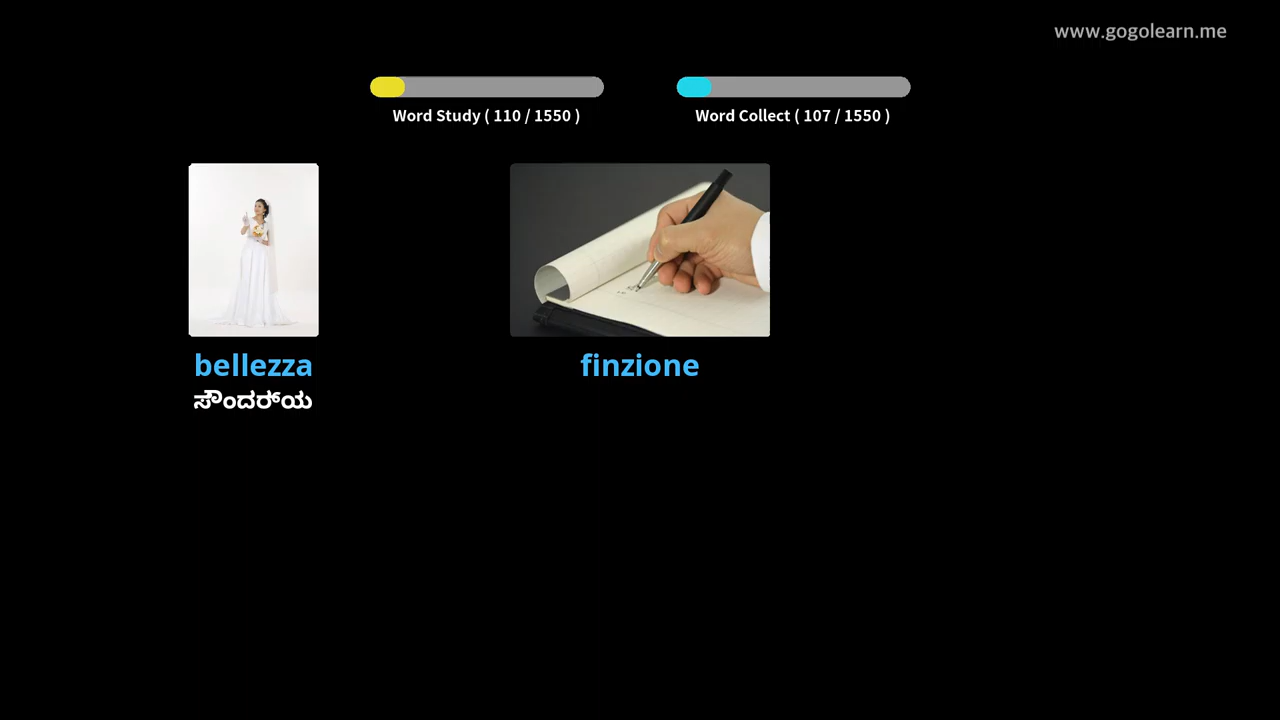 www.gogolearn.me
Word Study ( 110 / 1550 )
Word Collect ( 107 / 1550 )
bellezza
ಸೌಂದರ್‍ಯ
finzione